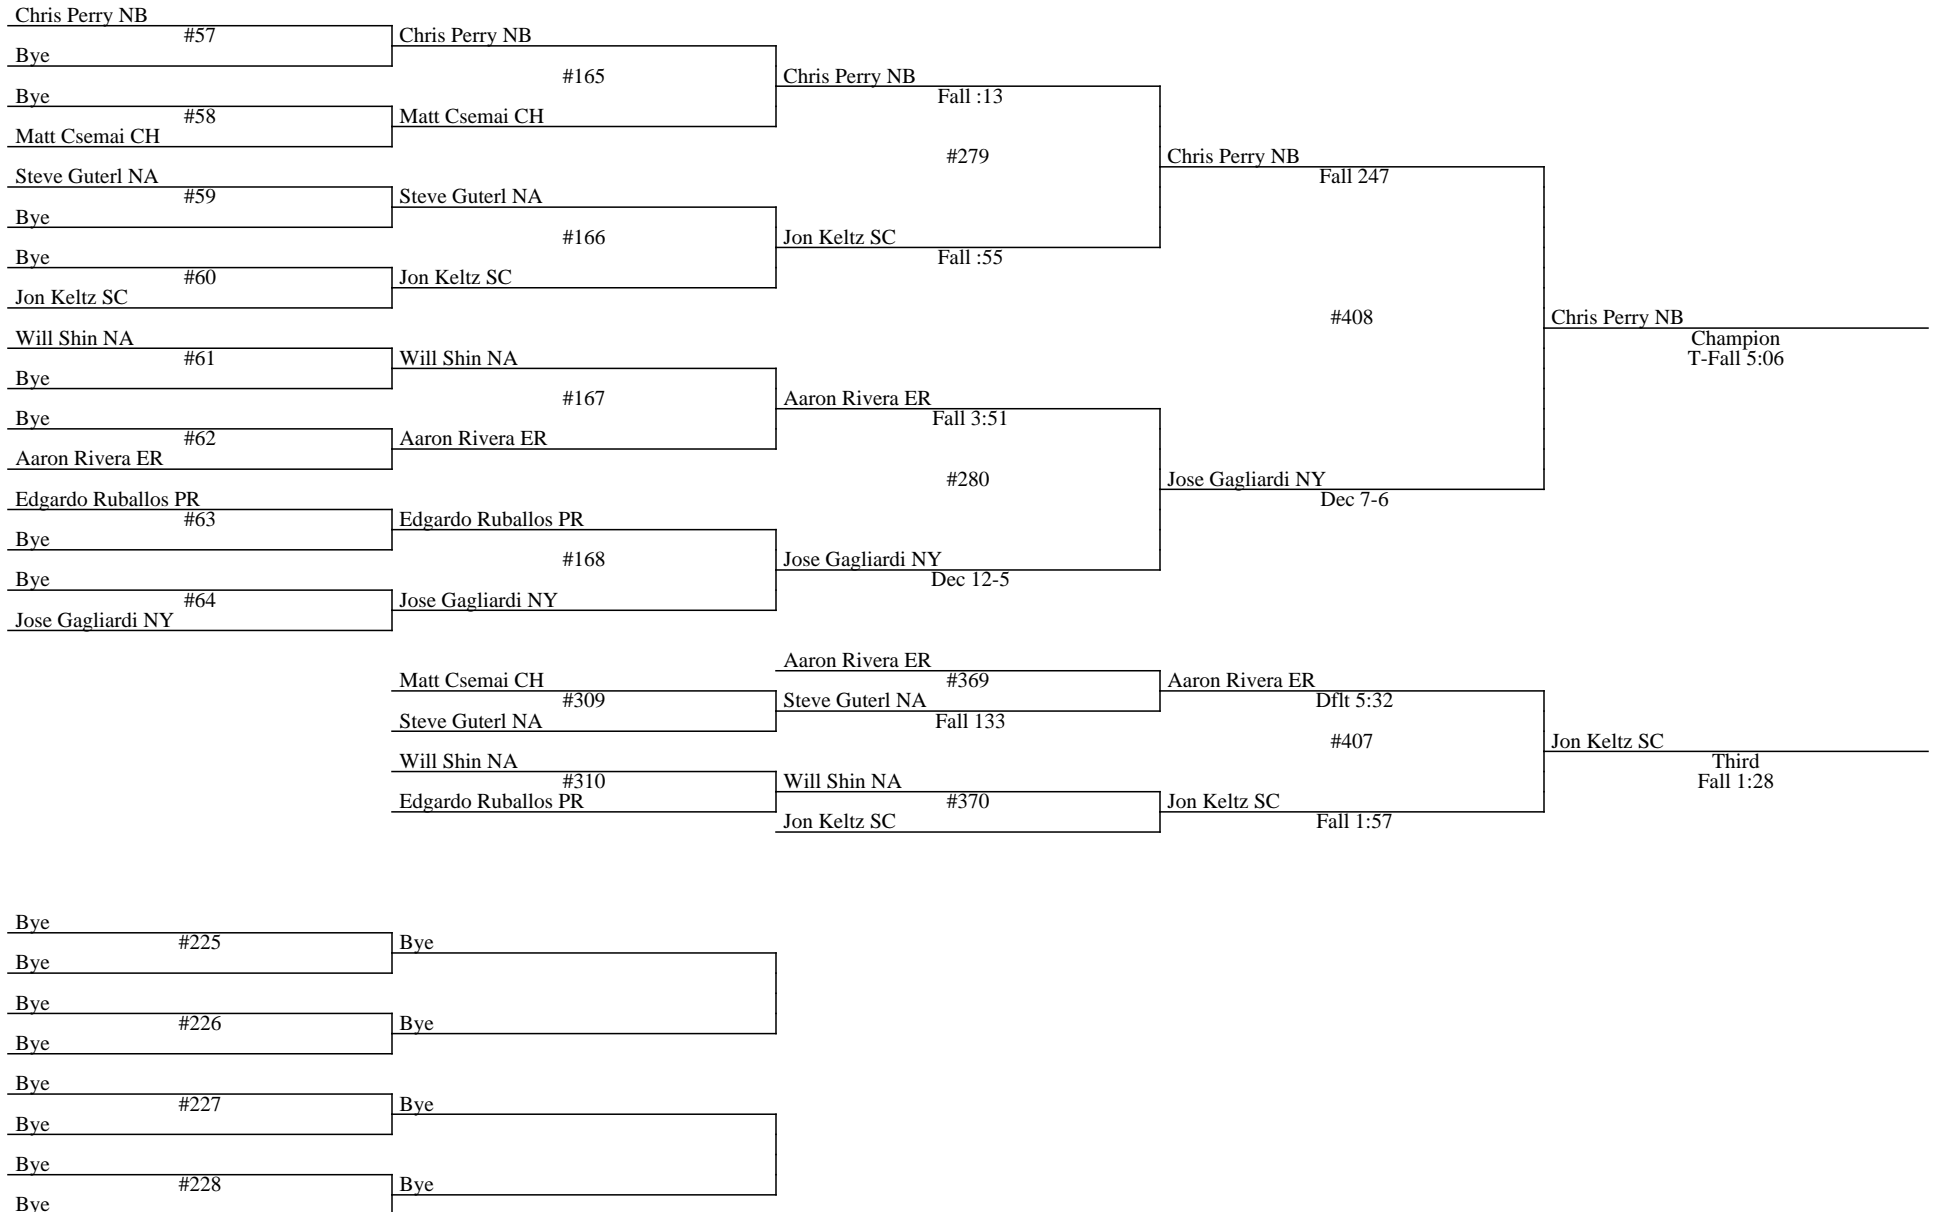 Chris Perry NB
#57
Chris Perry NB
Bye
#165
Chris Perry NB
Bye
Fall :13
#58
Matt Csemai CH
Matt Csemai CH
#279
Chris Perry NB
Steve Guterl NA
Fall 247
#59
Steve Guterl NA
Bye
#166
Jon Keltz SC
Bye
Fall :55
#60
Jon Keltz SC
Jon Keltz SC
#408
Chris Perry NB
Will Shin NA
Champion
#61
Will Shin NA
T-Fall 5:06
Bye
#167
Aaron Rivera ER
Bye
Fall 3:51
#62
Aaron Rivera ER
Aaron Rivera ER
#280
Jose Gagliardi NY
Edgardo Ruballos PR
Dec 7-6
#63
Edgardo Ruballos PR
Bye
#168
Jose Gagliardi NY
Bye
Dec 12-5
#64
Jose Gagliardi NY
Jose Gagliardi NY
Aaron Rivera ER
Matt Csemai CH
#369
Aaron Rivera ER
#309
Steve Guterl NA
Dflt 5:32
Steve Guterl NA
Fall 133
#407
Jon Keltz SC
Will Shin NA
Third
#310
Will Shin NA
Fall 1:28
Edgardo Ruballos PR
#370
Jon Keltz SC
Jon Keltz SC
Fall 1:57
Bye
#225
Bye
Bye
Bye
#226
Bye
Bye
Bye
#227
Bye
Bye
Bye
#228
Bye
Bye